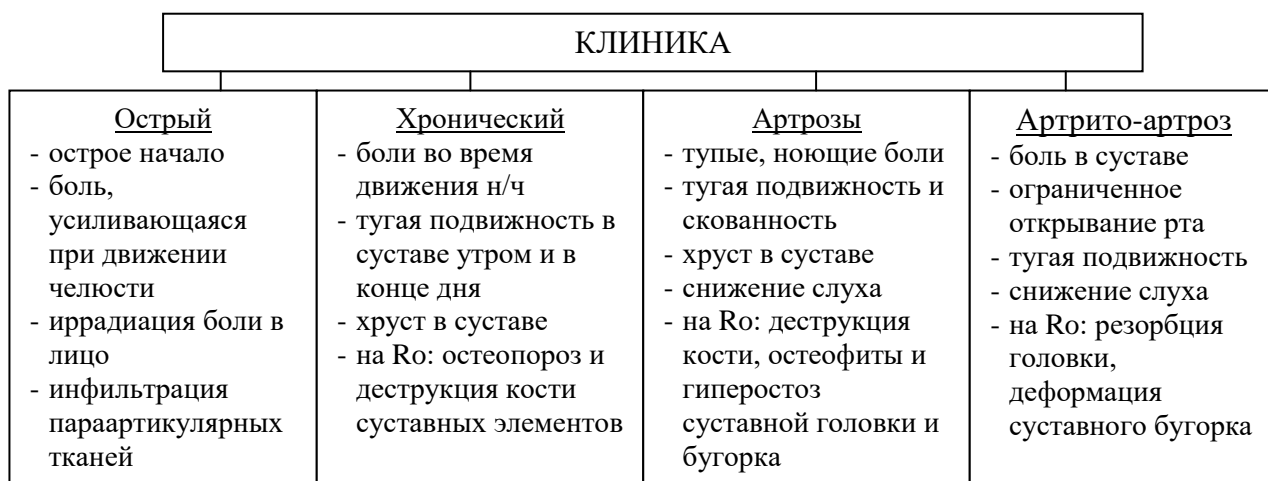 КЛИНИКА
Острый
- острое начало
- боль,
усиливающаяся
при движении
челюсти
- иррадиация боли в
лицо
- инфильтрация
параартикулярных
тканей
Хронический
- боли во время
движения н/ч
- тугая подвижность в
суставе утром и в
конце дня
- хруст в суставе
- на Ro: остеопороз и
деструкция кости
суставных элементов
Артрозы
- тупые, ноющие боли
- тугая подвижность и
скованность
- хруст в суставе
- снижение слуха
- на Ro: деструкция
кости, остеофиты и
гиперостоз
суставной головки и
бугорка
Артрито-артроз
- боль в суставе
- ограниченное
открывание рта
- тугая подвижность
- снижение слуха
- на Ro: резорбция
головки,
деформация
суставного бугорка